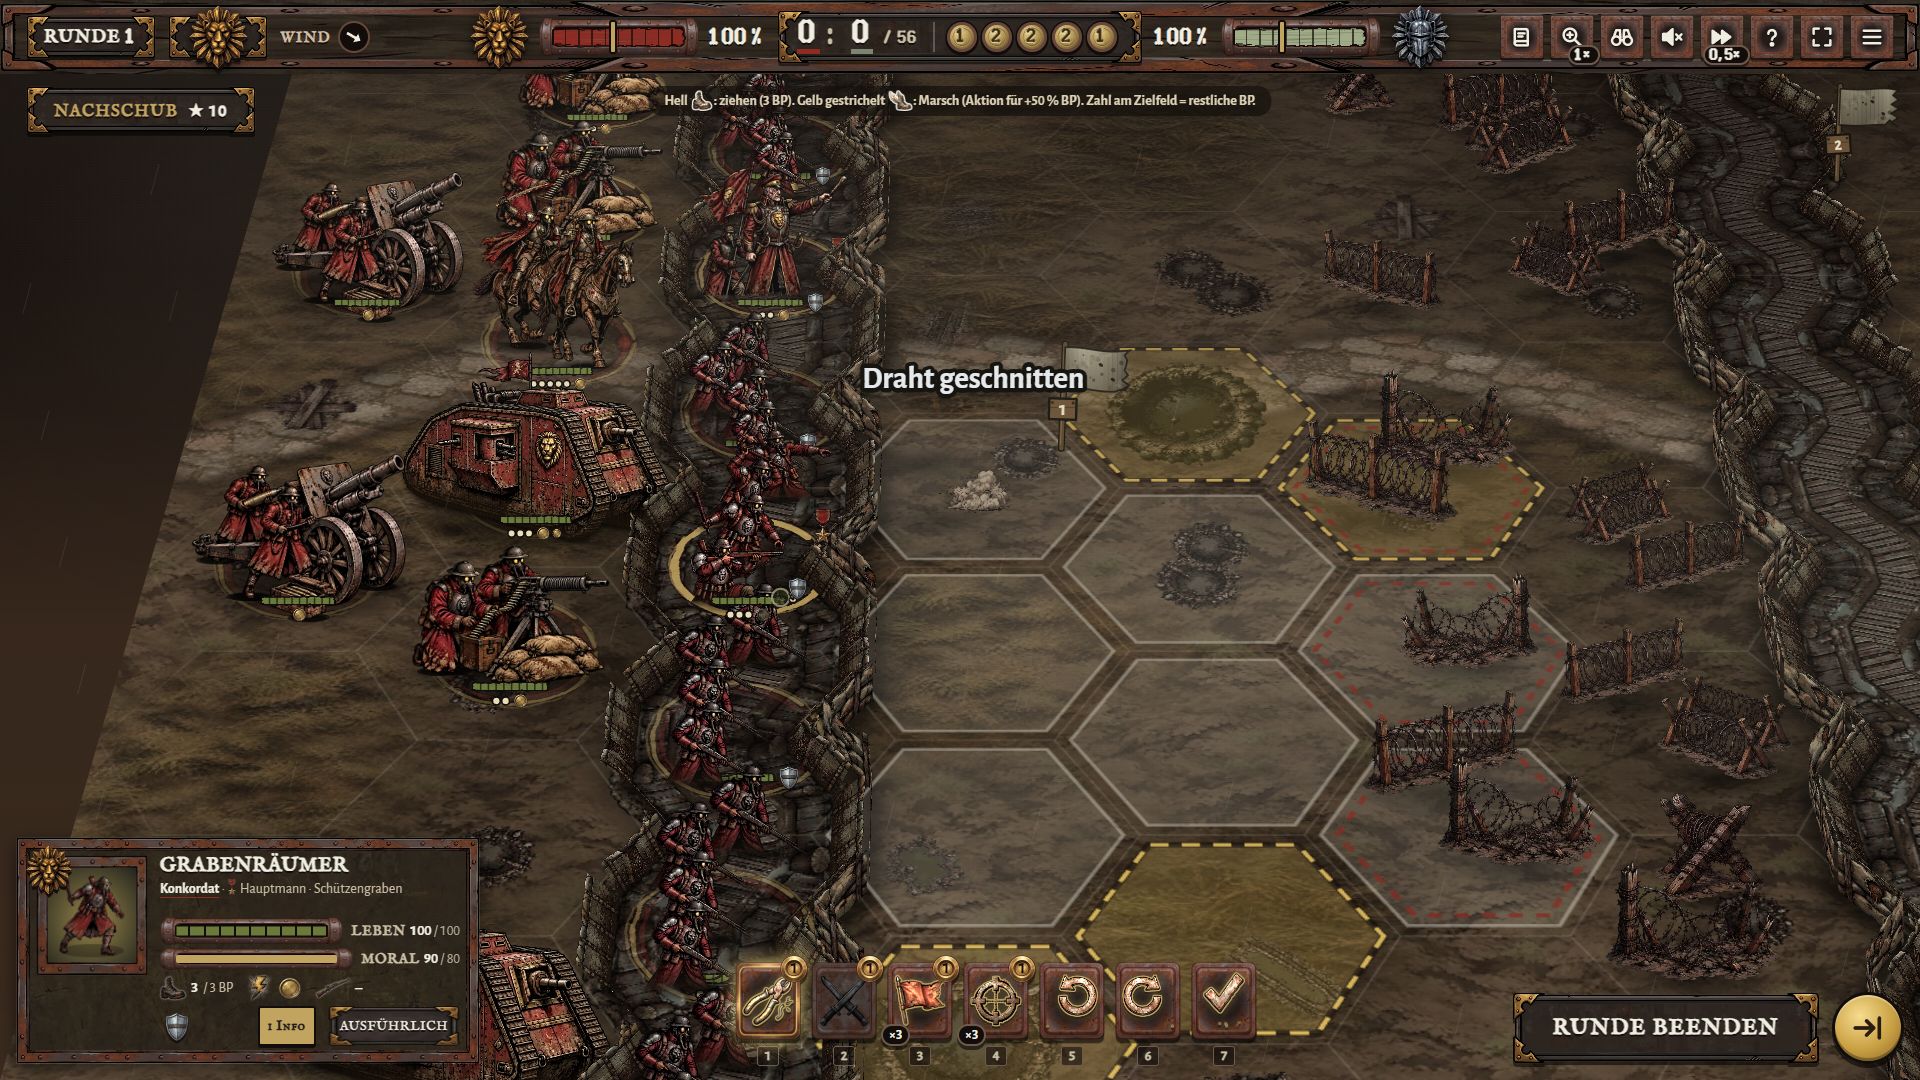 RUNDE 1
WIND
100 %
0 : 0 / 56
1 2 2 2 1
100 %
1×
0,5×
?
NACHSCHUB ★ 10
Hell : ziehen (3 BP). Gelb gestrichelt : Marsch (Aktion für +50 % BP). Zahl am Zielfeld = restliche BP.
2
Draht geschnitten
1
GRABENRÄUMER
Konkordat · Hauptmann · Schützengraben
LEBEN 100 / 100
MORAL 90 / 80
3 / 3 BP –
1 INFO
AUSFÜHRLICH
1 1 1 1
×3 ×3
1 2 3 4 5 6 7
RUNDE BEENDEN